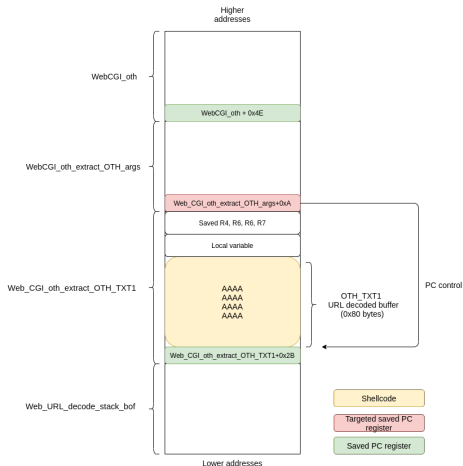 Higher
addresses
WebCGI_oth
WebCGI_oth + 0x4E
WebCGI_oth_extract_OTH_args
Web_CGI_oth_extract_OTH_args+0xA
Saved R4, R6, R6, R7
Local variable
Web_CGI_oth_extract_OTH_TXT1
AAAA
AAAA
AAAA
AAAA
OTH_TXT1
URL decoded buffer
(0x80 bytes)
PC control
Web_CGI_oth_extract_OTH_TXT1+0x2B
Web_URL_decode_stack_bof
Shellcode
Targeted saved PC
register
Saved PC register
Lower addresses